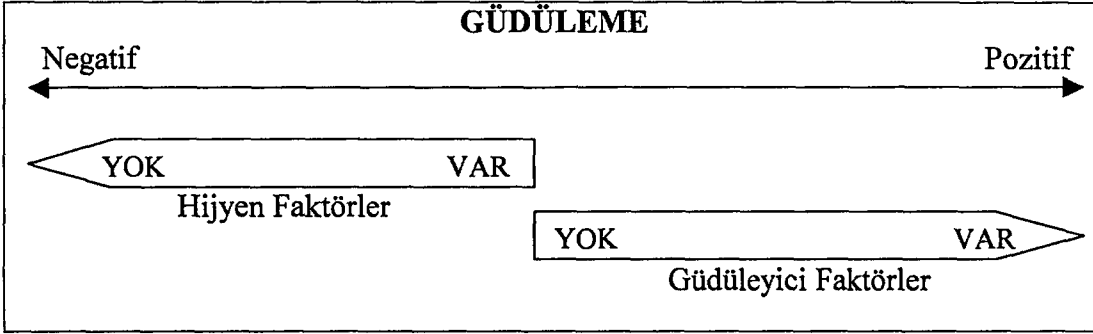 GÜDÜLEME
Negatif Pozitif
YOK VAR
Hijyen Faktörler
YOK VAR
Güdüleyici Faktörler